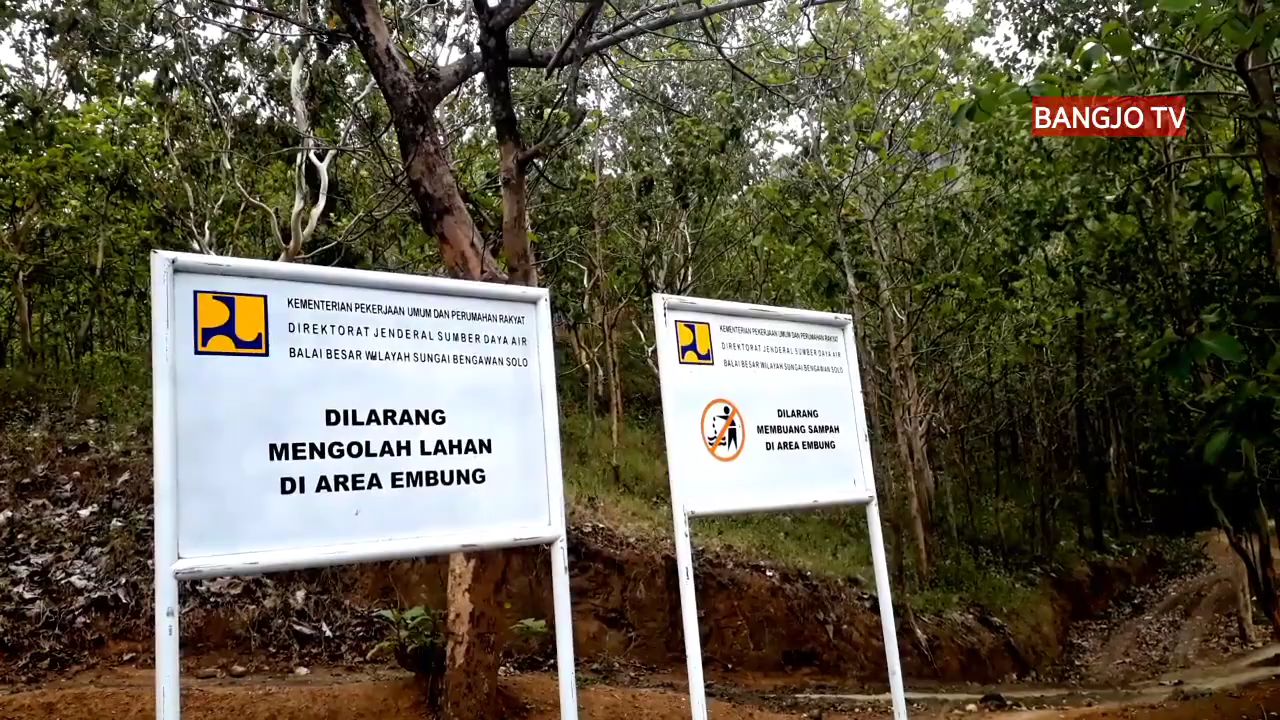 BANGJO TV
KEMENTERIAN PEKERJAAN UMUM DAN PERUMAHAN RAKYAT
DIREKTORAT JENDERAL SUMBER DAYA AIR
BALAI BESAR WILAYAH SUNGAI BENGAWAN SOLO
DILARANG
MENGOLAH LAHAN
DI AREA EMBUNG
KEMENTERIAN PEKERJAAN UMUM DAN PERUMAHAN RAKYAT
DIREKTORAT JENDERAL SUMBER DAYA AIR
BALAI BESAR WILAYAH SUNGAI BENGAWAN SOLO
DILARANG
MEMBUANG SAMPAH
DI AREA EMBUNG